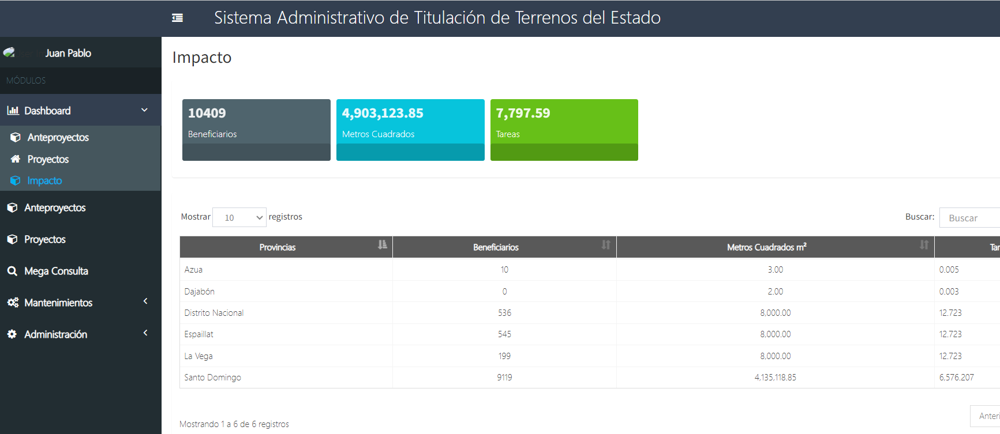 Sistema Administrativo de Titulación de Terrenos del Estado
Juan Pablo
MÓDULOS
Dashboard
Anteproyectos
Proyectos
Impacto
Anteproyectos
Proyectos
Mega Consulta
Mantenimientos
Administración
Impacto
10409
Beneficiarios
4,903,123.85
Metros Cuadrados
7,797.59
Tareas
Mostrar 10 registros
Buscar: Buscar
Provincias Beneficiarios Metros Cuadrados m² Tar
Azua 10 3.00 0.005
Dajabón 0 2.00 0.003
Distrito Nacional 536 8,000.00 12.723
Espaillat 545 8,000.00 12.723
La Vega 199 8,000.00 12.723
Santo Domingo 9119 4,135,118.85 6,576.207
Mostrando 1 a 6 de 6 registros
Anteri